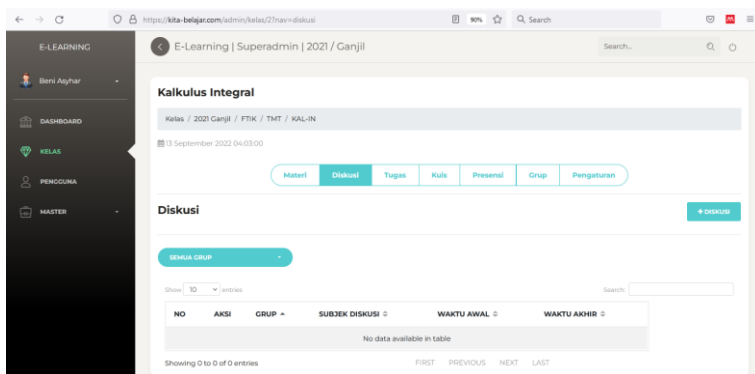 https://kita-belajar.com/admin/kelas/2?nav=diskusi
90%
Search
E-LEARNING
E-Learning | Superadmin | 2021 / Ganjil
Search...
Beni Asyhar
DASHBOARD
KELAS
PENGGUNA
MASTER
Kalkulus Integral
Kelas / 2021 Ganjil / FTIK / TMT / KAL-IN
13 September 2022 04:03:00
Materi Diskusi Tugas Kuis Presensi Grup Pengaturan
Diskusi
+ DISKUSI
SEMUA GRUP
Show 10 entries
Search:
NO AKSI GRUP SUBJEK DISKUSI WAKTU AWAL WAKTU AKHIR
No data available in table
Showing 0 to 0 of 0 entries
FIRST PREVIOUS NEXT LAST